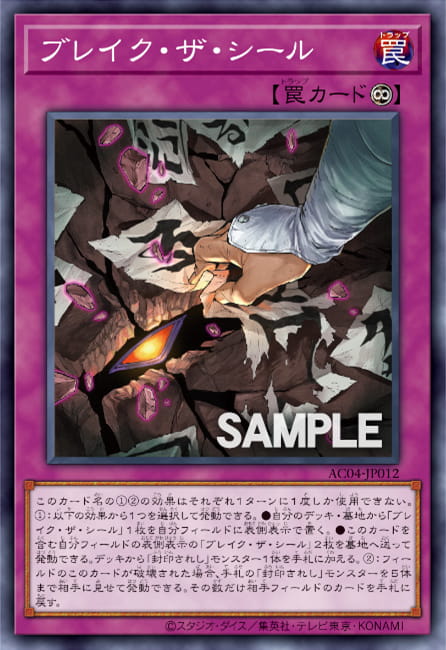 ブレイク・ザ・シール
トラップ
罠
トラップ
【罠カード】
SAMPLE
AC04-JP012
このカード名の①②の効果はそれぞれ1ターンに1度しか使用できない。
①:以下の効果から1つを選択して発動できる。●自分のデッキ・墓地から「ブレ
イク・ザ・シール」1枚を自分フィールドに表側表示で置く。●このカードを
含む自分フィールドの表側表示の「ブレイク・ザ・シール」2枚を墓地へ送って
発動できる。デッキから「封印されし」モンスター1体を手札に加える。②:フィー
ルドのこのカードが破壊された場合、手札の「封印されし」モンスターを5体
まで相手に見せて発動できる。その数だけ相手フィールドのカードを手札に
戻す。
©スタジオ・ダイス/集英社・テレビ東京・KONAMI